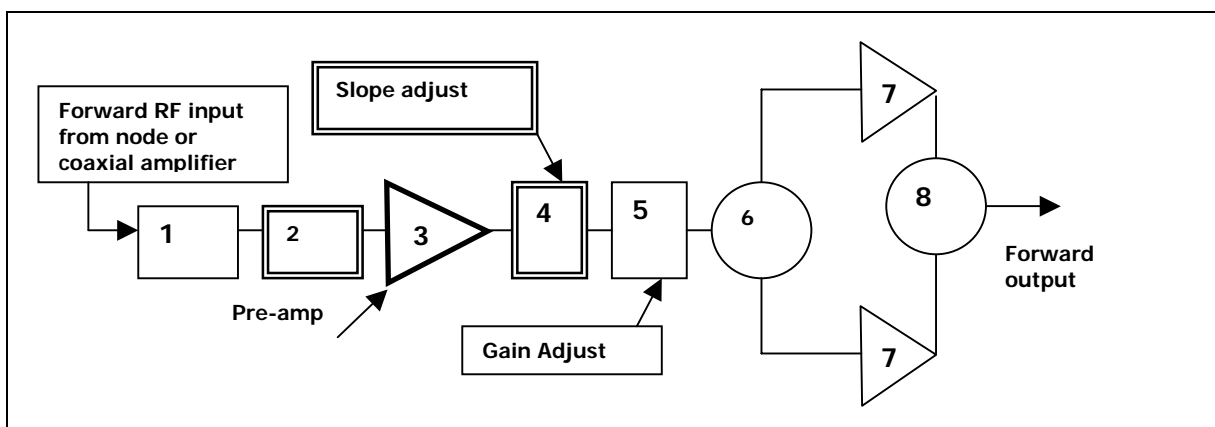 Slope adjust
Forward RF input
from node or
coaxial amplifier
7
1
2
3
4
5
6
8
Pre-amp
Forward
output
Gain Adjust
7